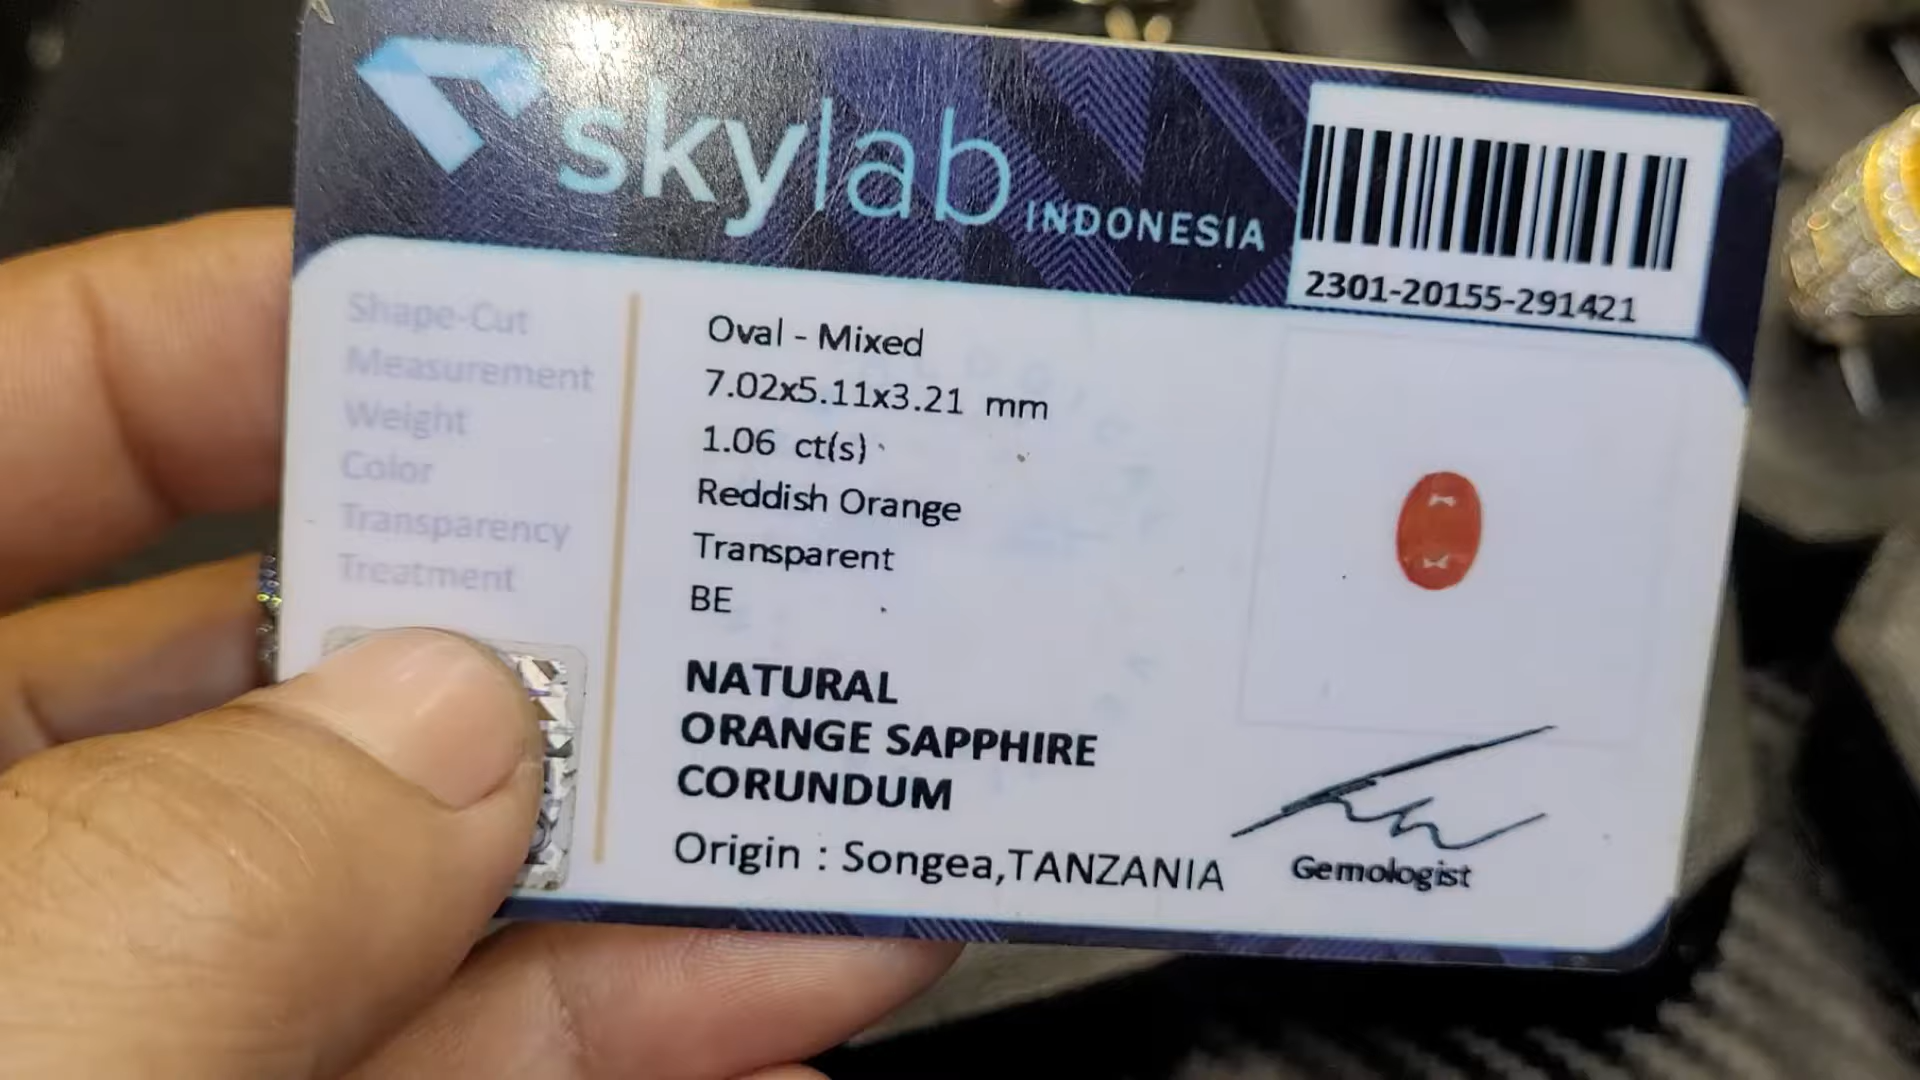 skylab INDONESIA
2301-20155-291421
Shape-Cut Oval - Mixed
Measurement 7.02x5.11x3.21 mm
Weight 1.06 ct(s)
Color Reddish Orange
Transparency Transparent
Treatment BE
NATURAL
ORANGE SAPPHIRE
CORUNDUM
Origin : Songea,TANZANIA
Gemologist